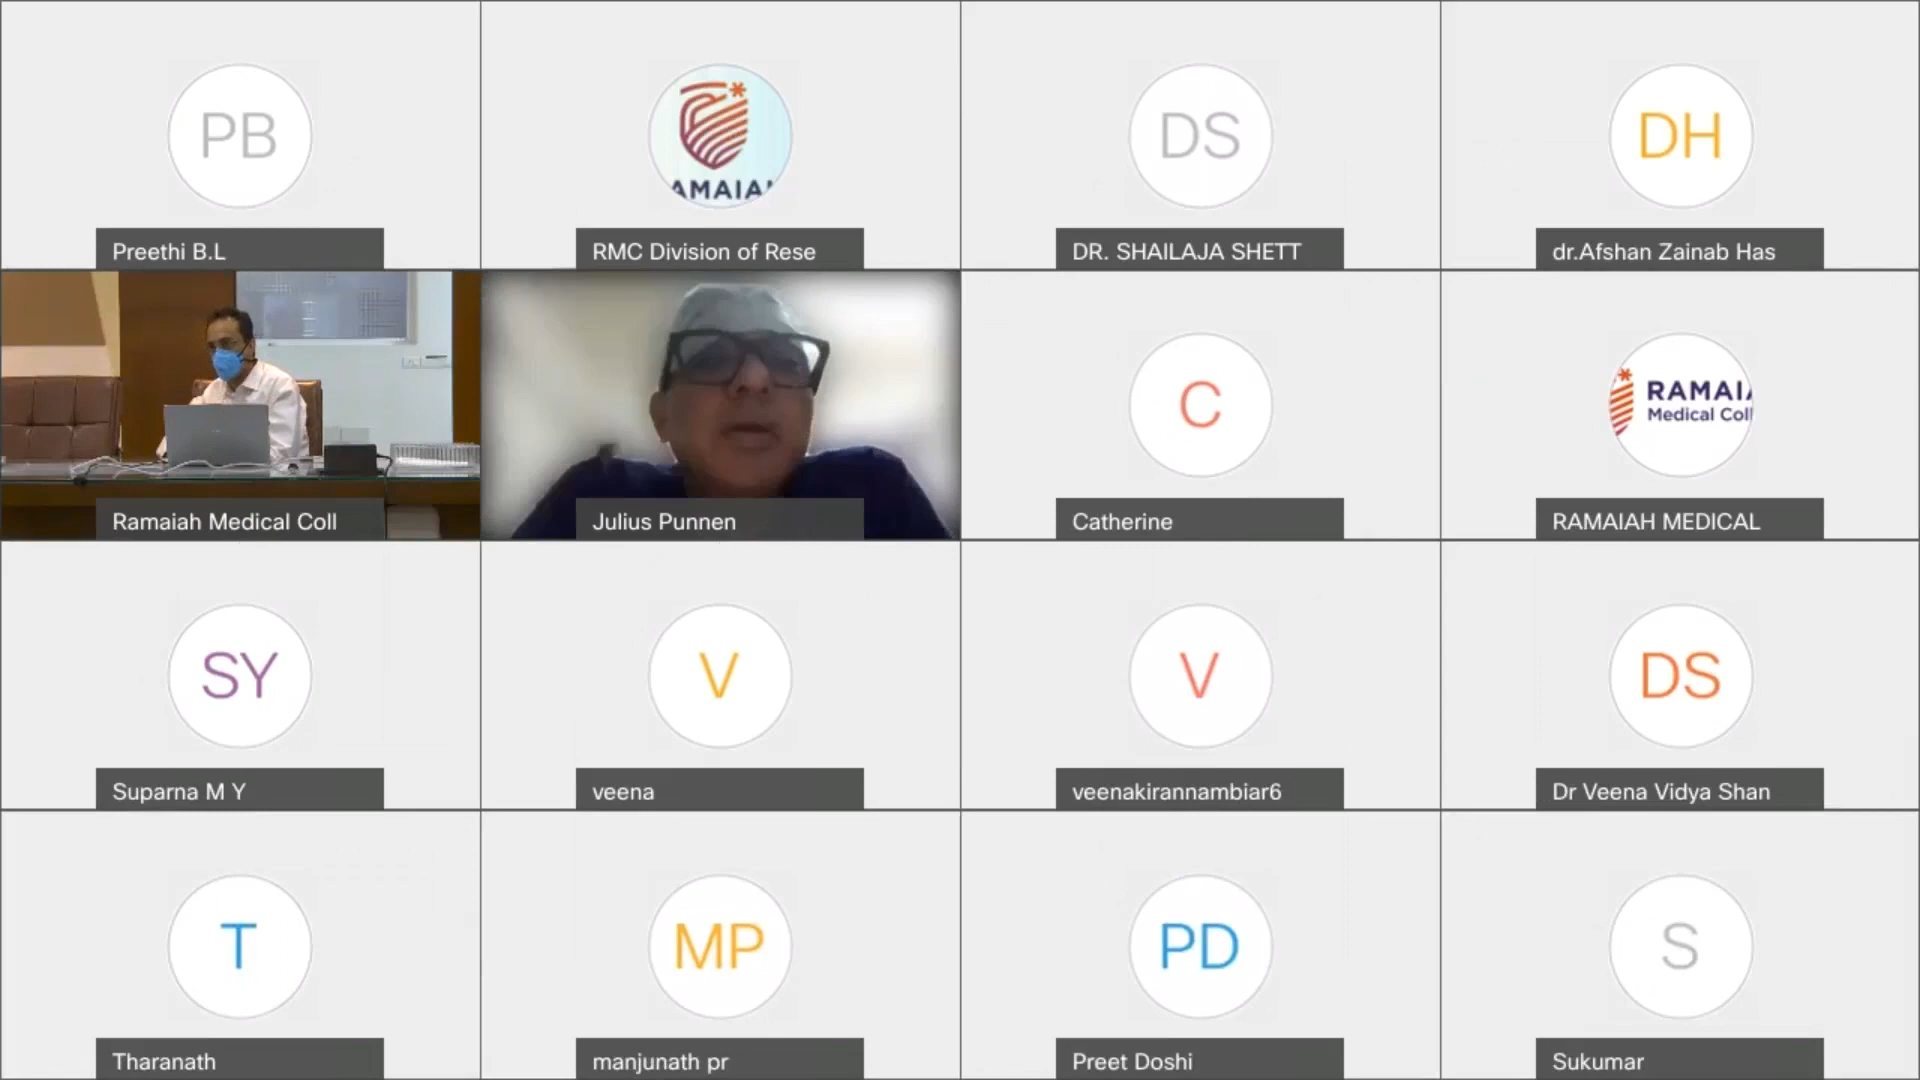 PB
Preethi B.L
AMAIA
RMC Division of Rese
DS
DR. SHAILAJA SHETT
DH
dr.Afshan Zainab Has
Ramaiah Medical Coll
Julius Punnen
C
Catherine
RAMAIA
Medical Coll
RAMAIAH MEDICAL
SY
Suparna M Y
V
veena
V
veenakirannambiar6
DS
Dr Veena Vidya Shan
T
Tharanath
MP
manjunath pr
PD
Preet Doshi
S
Sukumar